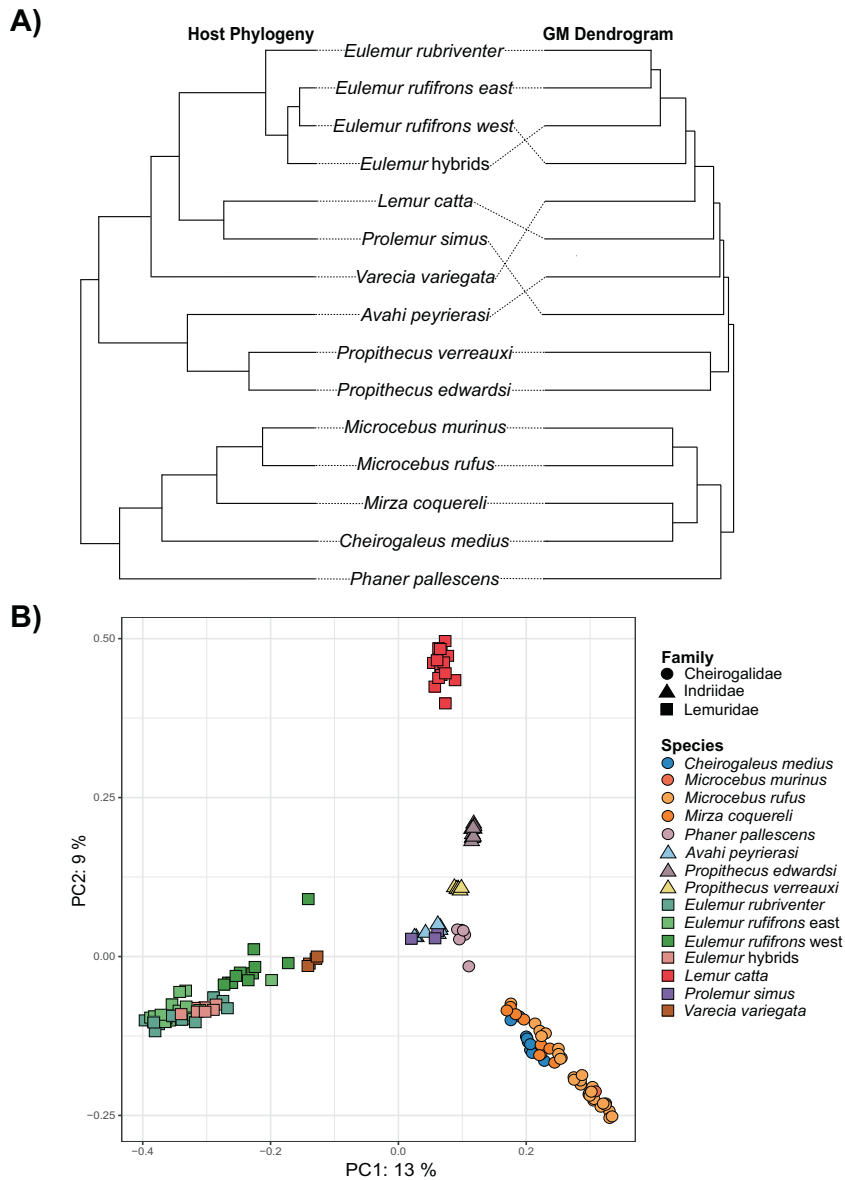 A)
Host Phylogeny
GM Dendrogram
Eulemur rubriventer
Eulemur rufifrons east
Eulemur rufifrons west
Eulemur hybrids
Lemur catta
Prolemur simus
Varecia variegata
Avahi peyrierasi
Propithecus verreauxi
Propithecus edwardsi
Microcebus murinus
Microcebus rufus
Mirza coquereli
Cheirogaleus medius
Phaner pallescens
B)
0.50
0.25
0.00
−0.25
PC2: 9 %
−0.4
−0.2
0.0
0.2
PC1: 13 %
Family
Cheirogalidae
Indriidae
Lemuridae
Species
Cheirogaleus medius
Microcebus murinus
Microcebus rufus
Mirza coquereli
Phaner pallescens
Avahi peyrierasi
Propithecus edwardsi
Propithecus verreauxi
Eulemur rubriventer
Eulemur rufifrons east
Eulemur rufifrons west
Eulemur hybrids
Lemur catta
Prolemur simus
Varecia variegata